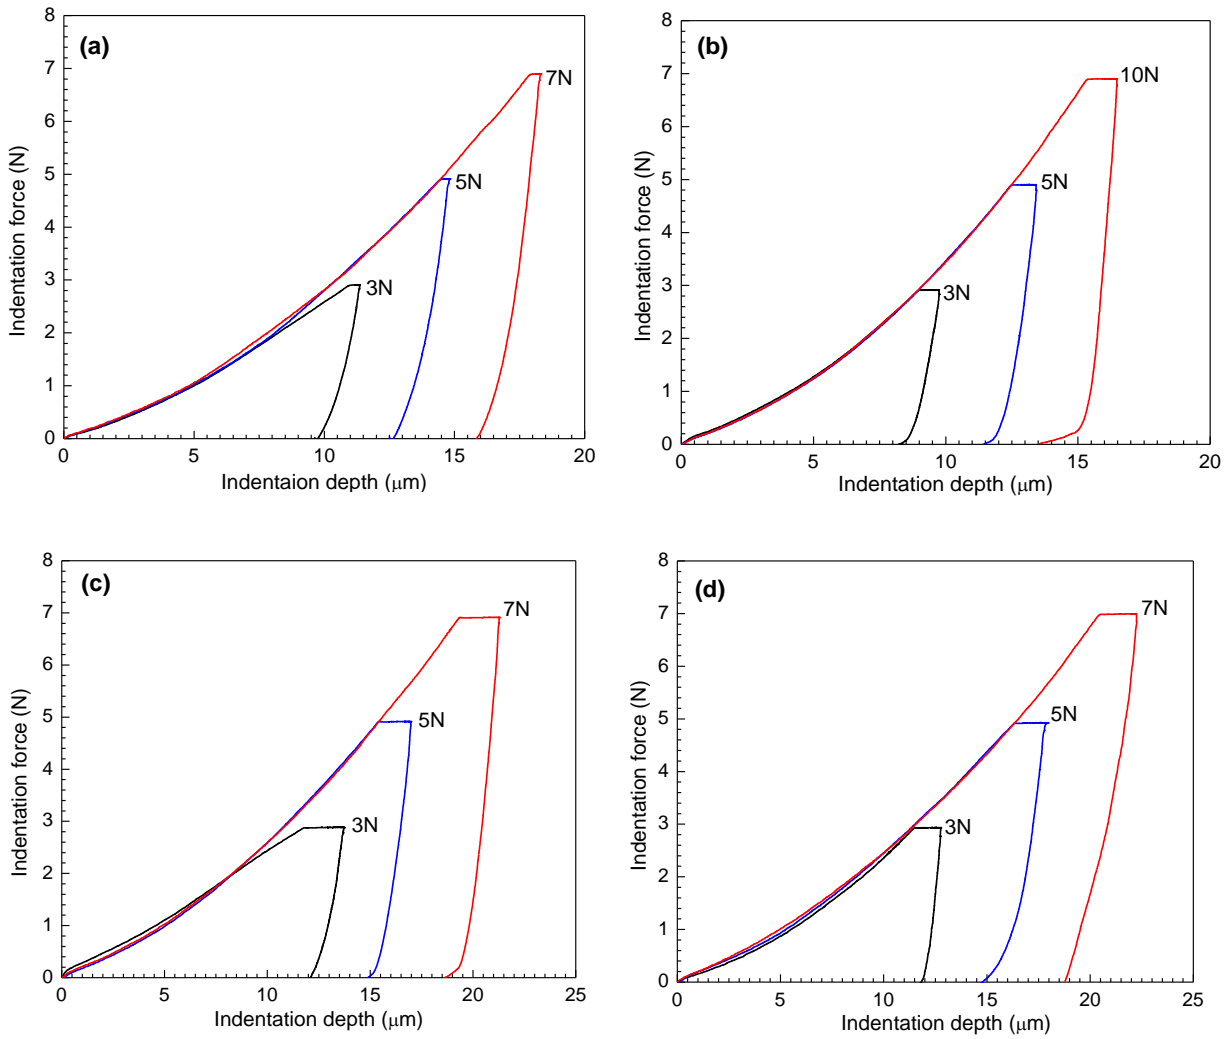 (a)
8
7
6
5
4
3
2
1
0
Indentation force (N)
7N
5N
3N
0 5 10 15 20
Indentaion depth (μm)
(b)
8
7
6
5
4
3
2
1
0
Indentation force (N)
10N
5N
3N
0 5 10 15 20
Indentation depth (μm)
(c)
8
7
6
5
4
3
2
1
0
Indentation force (N)
7N
5N
3N
0 5 10 15 20 25
Indentation depth (μm)
(d)
8
7
6
5
4
3
2
1
0
Indentation force (N)
7N
5N
3N
0 5 10 15 20 25
Indentation depth (μm)